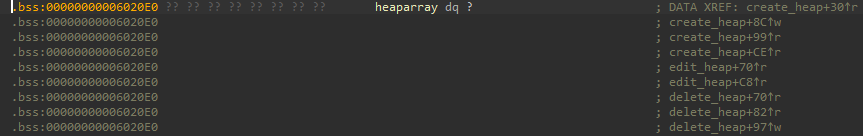 .bss:00000000006020E0 ?? ?? ?? ?? ?? ?? ?? ?? heaparray dq ? ; DATA XREF: create_heap+30↑r
.bss:00000000006020E0 ; create_heap+8C↑w
.bss:00000000006020E0 ; create_heap+99↑r
.bss:00000000006020E0 ; create_heap+CE↑r
.bss:00000000006020E0 ; edit_heap+70↑r
.bss:00000000006020E0 ; edit_heap+C8↑r
.bss:00000000006020E0 ; delete_heap+70↑r
.bss:00000000006020E0 ; delete_heap+82↑r
.bss:00000000006020E0 ; delete_heap+97↑w